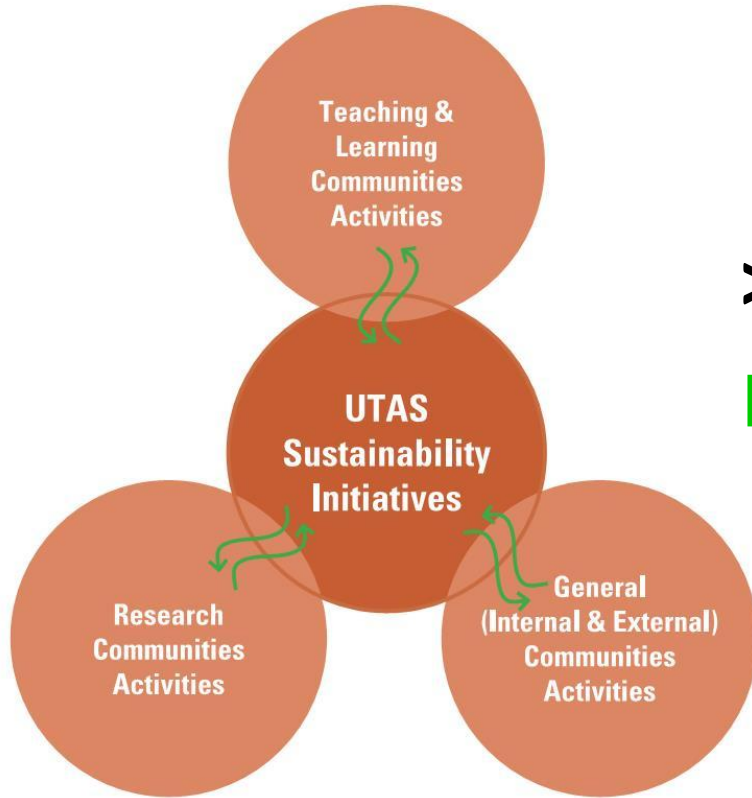 Teaching &
Learning
Communities
Activities
UTAS
Sustainability
Initiatives
Research
Communities
Activities
General
(Internal & External)
Communities
Activities